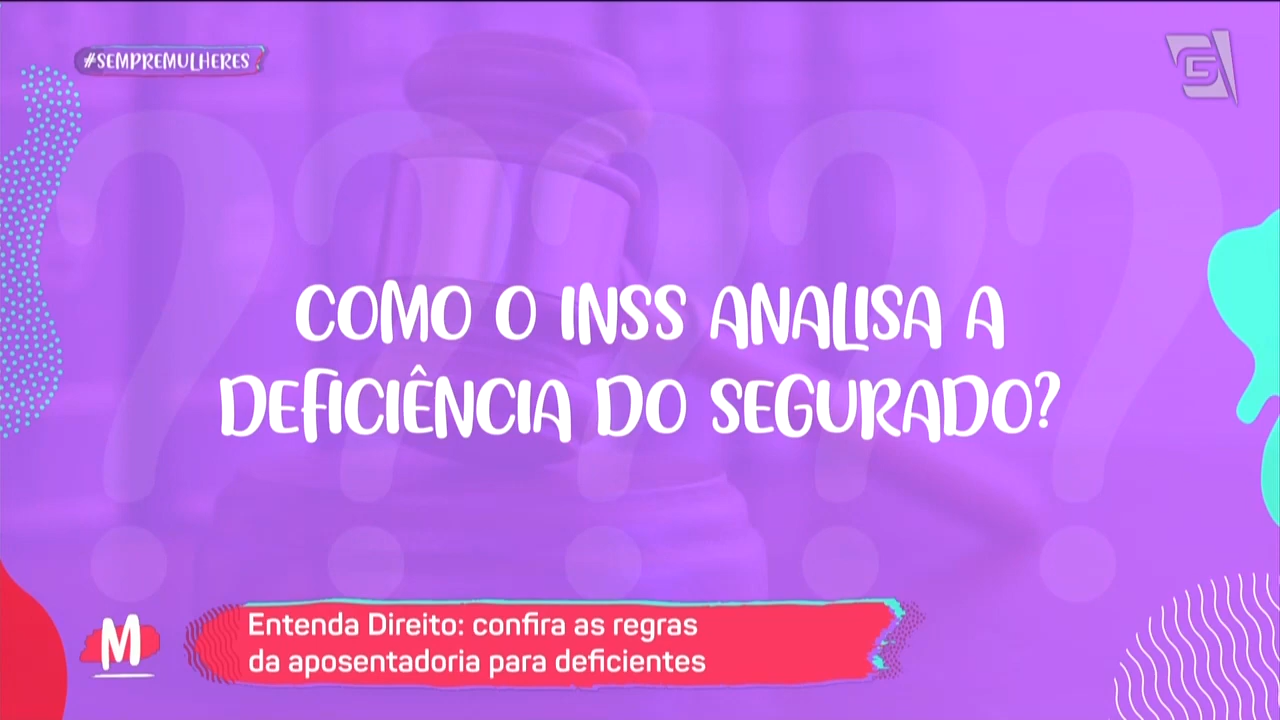 #SEMPREMULHERES
COMO O INSS ANALISA A
DEFICIÊNCIA DO SEGURADO?
M
Entenda Direito: confira as regras
da aposentadoria para deficientes